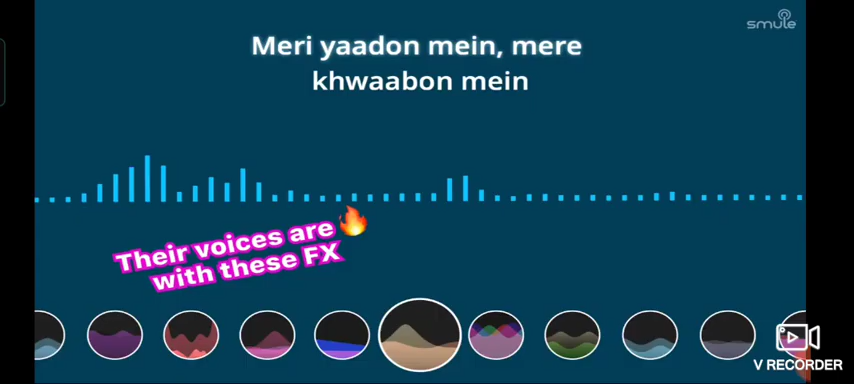 smule
Meri yaadon mein, mere
khwaabon mein
Their voices are 🔥
with these FX
V RECORDER